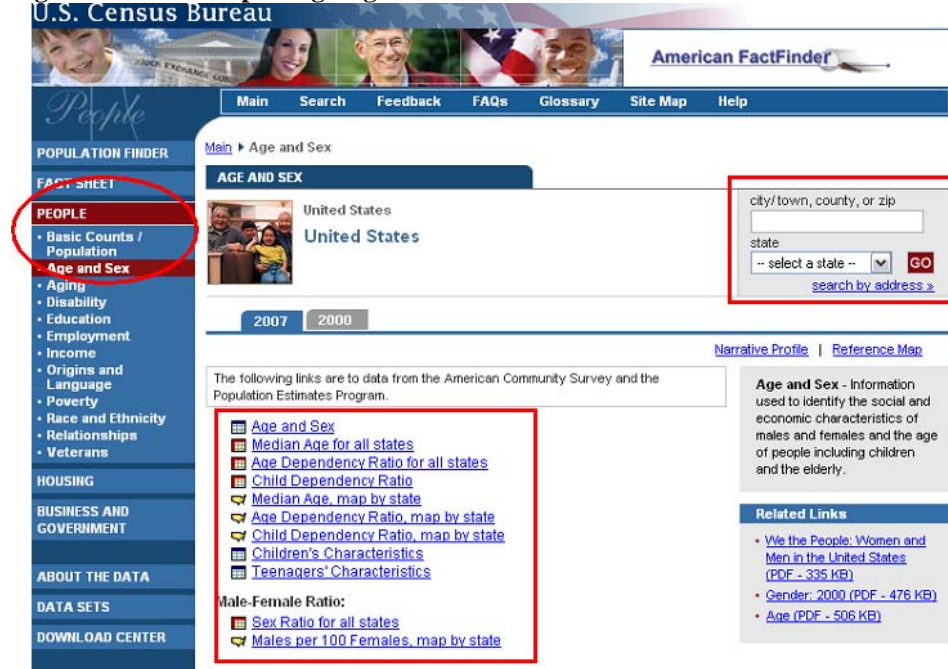 U.S. Census Bureau
STOCK EXCHANGE
American FactFinder
People
Main Search Feedback FAQs Glossary Site Map Help
POPULATION FINDER
FACT SHEET
PEOPLE
• Basic Counts /
Population
• Age and Sex
• Aging
• Disability
• Education
• Employment
• Income
• Origins and
Language
• Poverty
• Race and Ethnicity
• Relationships
• Veterans
HOUSING
BUSINESS AND
GOVERNMENT
ABOUT THE DATA
DATA SETS
DOWNLOAD CENTER
Main ▸ Age and Sex
AGE AND SEX
United States
United States
city/town, county, or zip
state
-- select a state -- GO
search by address »
2007 2000
Narrative Profile | Reference Map
The following links are to data from the American Community Survey and the
Population Estimates Program.
Age and Sex
Median Age for all states
Age Dependency Ratio for all states
Child Dependency Ratio
Median Age, map by state
Age Dependency Ratio, map by state
Child Dependency Ratio, map by state
Children's Characteristics
Teenagers' Characteristics
Male-Female Ratio:
Sex Ratio for all states
Males per 100 Females, map by state
Age and Sex - Information
used to identify the social and
economic characteristics of
males and females and the age
of people including children
and the elderly.
Related Links
• We the People: Women and
Men in the United States
(PDF - 335 KB)
• Gender: 2000 (PDF - 476 KB)
• Age (PDF - 506 KB)